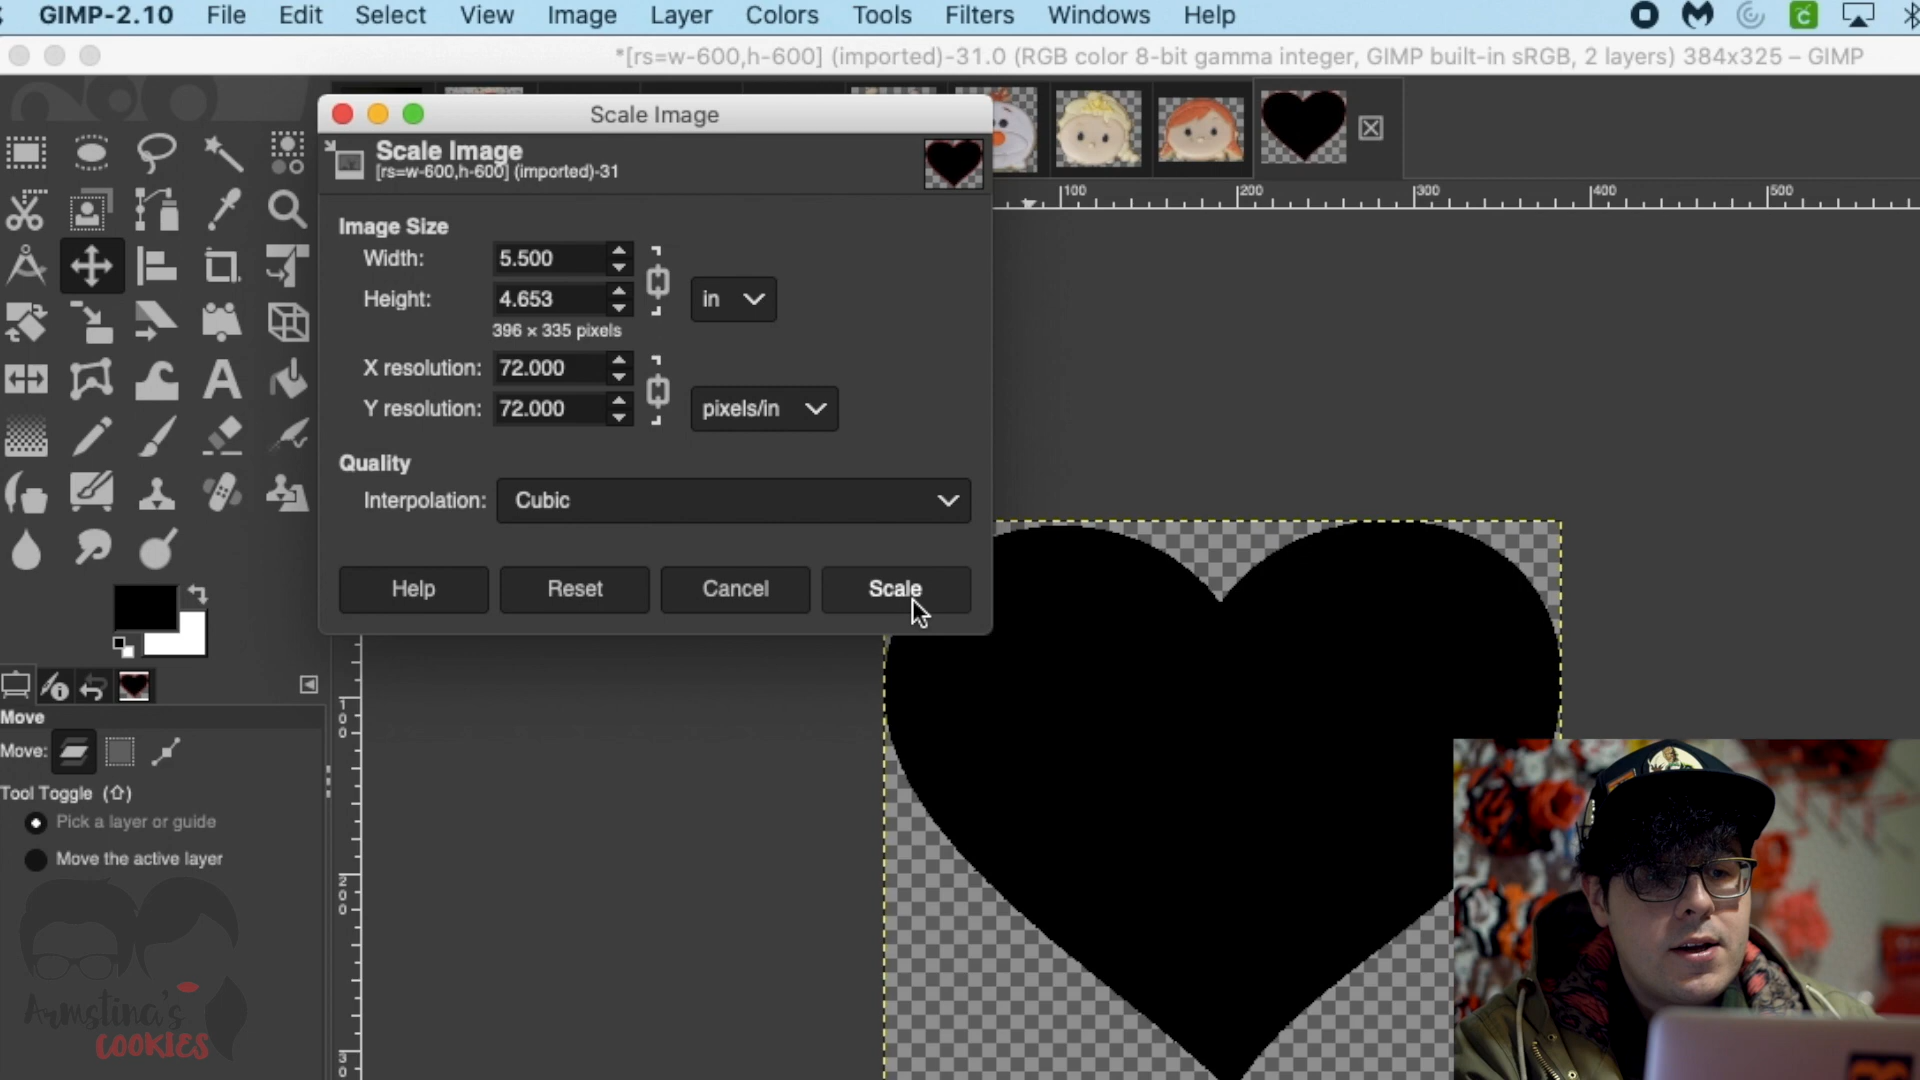 GIMP-2.10 File Edit Select View Image Layer Colors Tools Filters Windows Help
*[rs=w-600,h-600] (imported)-31.0 (RGB color 8-bit gamma integer, GIMP built-in sRGB, 2 layers) 384x325 – GIMP
Scale Image
Scale Image
[rs=w-600,h-600] (imported)-31
100 200 300 400 500
Image Size
Width: 5.500
Height: 4.653 in
396 × 335 pixels
X resolution: 72.000
Y resolution: 72.000 pixels/in
Quality
Interpolation: Cubic
Help Reset Cancel Scale
100
200
30
Move
Move:
Tool Toggle (⇧)
Pick a layer or guide
Move the active layer
Armstina's
COOKIES